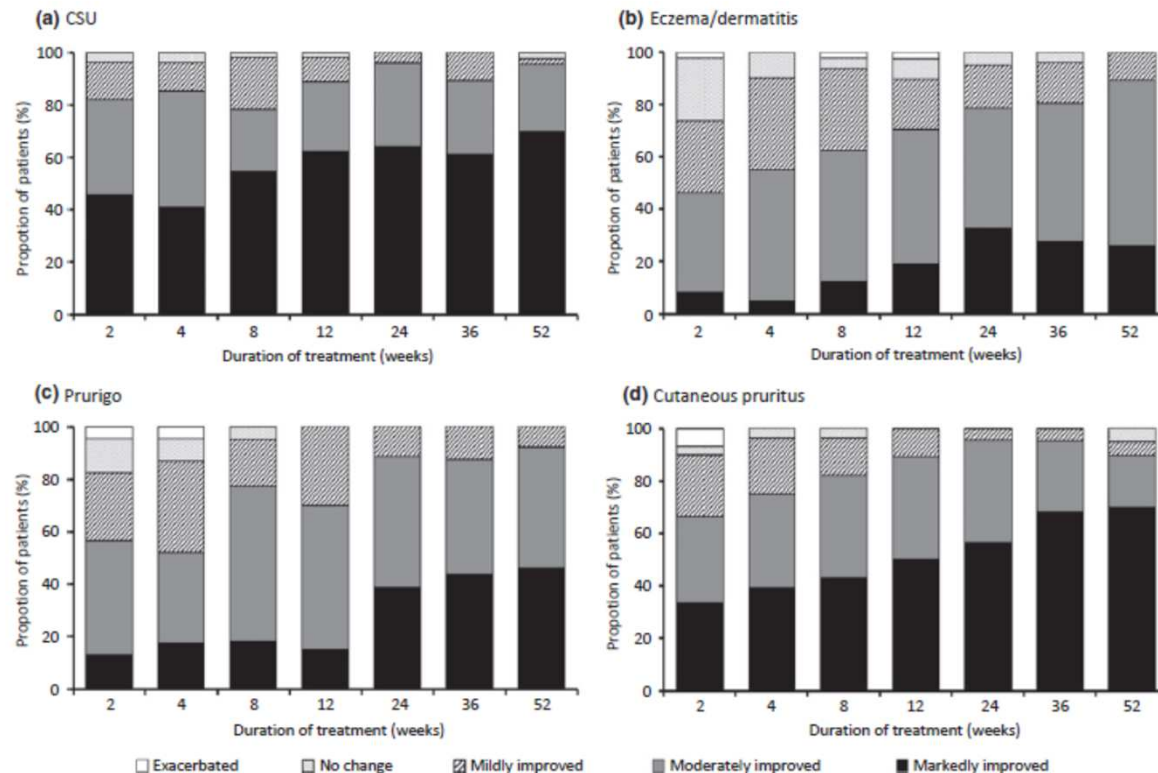 (a) CSU
Propotion of patients (%)
100
80
60
40
20
0
2 4 8 12 24 36 52
Duration of treatment (weeks)
(b) Eczema/dermatitis
Propotion of patients (%)
100
80
60
40
20
0
2 4 8 12 24 36 52
Duration of treatment (weeks)
(c) Prurigo
Propotion of patients (%)
100
80
60
40
20
0
2 4 8 12 24 36 52
Duration of treatment (weeks)
(d) Cutaneous pruritus
Propotion of patients (%)
100
80
60
40
20
0
2 4 8 12 24 36 52
Duration of treatment (weeks)
Exacerbated No change Mildly improved Moderately improved Markedly improved